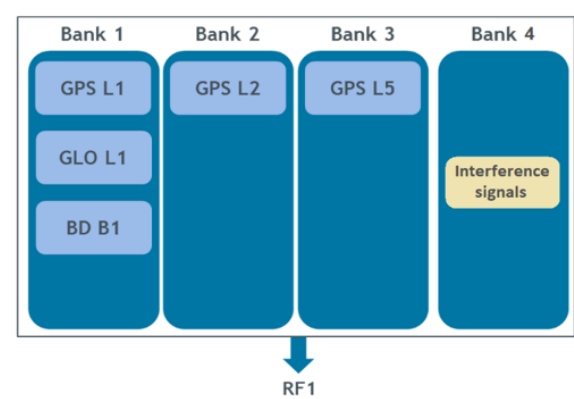 Bank 1 Bank 2 Bank 3 Bank 4
GPS L1 GPS L2 GPS L5
GLO L1
Interference
signals
BD B1
RF1